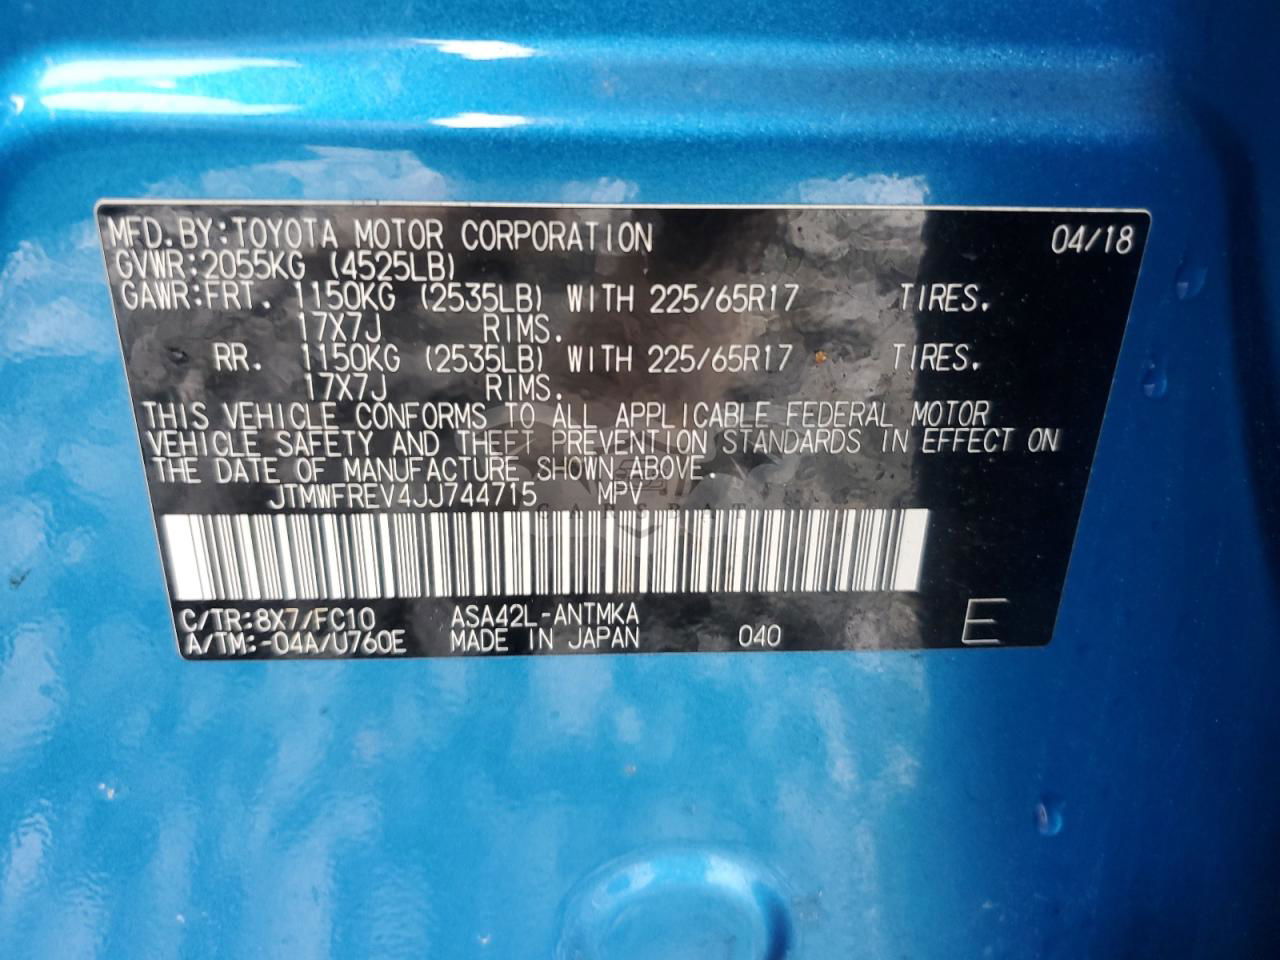 MFD.BY:TOYOTA MOTOR CORPORATION 04/18
GVWR:2055KG (4525LB)
GAWR:FRT. 1150KG (2535LB) WITH 225/65R17 TIRES.
17X7J RIMS.
RR. 1150KG (2535LB) WITH 225/65R17 TIRES.
17X7J RIMS.
THIS VEHICLE CONFORMS TO ALL APPLICABLE FEDERAL MOTOR
VEHICLE SAFETY AND THEFT PREVENTION STANDARDS IN EFFECT ON
THE DATE OF MANUFACTURE SHOWN ABOVE.
JTMWFREV4JJ744715 MPV
C/TR:8X7/FC10 ASA42L-ANTMKA
A/TM:-04A/U760E MADE IN JAPAN 040 E